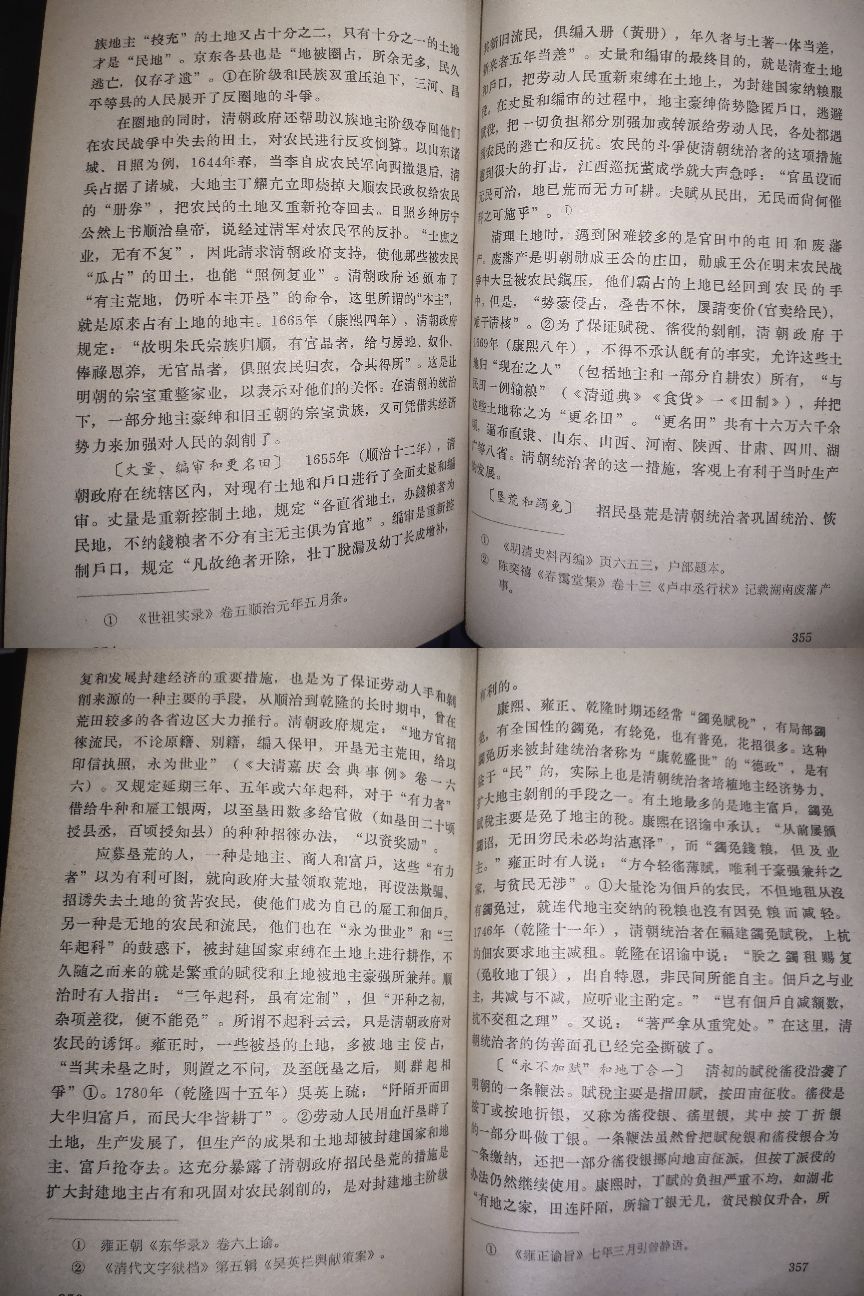 族地主“投充”的土地又占十分之二，只有十分之一的土地
才是“民地”。京东各县也是“地被圈占，所余无多，民久
逃亡，仅存孑遗”。①在阶级和民族双重压迫下，三河、昌
平等县的人民展开了反圈地的斗爭。
在圈地的同时，清朝政府还帮助汉族地主阶级夺回他们
在农民战爭中失去的田土，对农民进行反攻倒算。以山东诸
城、日照为例，1644年春，当李自成农民军向西撤退后，清
兵占据了诸城，大地主丁耀亢立即烧掉大顺农民政权给农民
的“册劵”，把农民的土地又重新抢夺回去。日照乡绅厉宁
公然上书顺治皇帝，说经过清军对农民军的反扑。“士庶之
业，无有不复”，因此請求清朝政府支持，使他那些被农民
“瓜占”的田土，也能“照例复业”。清朝政府还颁布了
“有主荒地，仍听本主开垦”的命令，这里所谓的“本主”，
就是原来占有土地的地主。1665年（康熙四年），清朝政府
规定：“故明朱氏宗族归順，有官品者，给与房地、奴仆、
俸祿恩养，无官品者，俱照农民归农，令其得所”。这是让
明朝的宗室重整家业，以表示对他们的关怀。在清朝的统治
下，一部分地主豪绅和旧王朝的宗室贵族，又可凭借其经济
势力来加强对人民的剝削了。
〔丈量、编审和更名田〕 1655年（顺治十二年），清
朝政府在统辖区內，对现有土地和戶口进行了全面丈量和编
审。丈量是重新控制土地，规定“各直省地土，办錢粮者为
民地，不纳錢粮者不分有主无主俱为官地”。编审是重新控
制戶口，规定“凡故绝者开除，壮丁脫漏及幼丁长成增补，
① 《世祖实录》卷五顺治元年五月条。
其新旧流民，俱编入册（黄册），年久者与土著一体当差，
新来者五年当差”。丈量和编审的最终目的，就是清查土地
和戶口，把劳动人民重新束缚在土地上，为封建国家纳粮服
役，在丈量和编审的过程中，地主豪绅倚势隐匿戶口，逃避
赋役，把一切负担部分别强加或转派给劳动人民，各处都遇
到农民的逃亡和反抗。农民的斗爭使清朝统治者的这项措施
遭到很大的打击，江西巡抚董成学就大声急呼：“官虽设而
无民可治，地已荒而无力可耕。夫赋从民出，无民而尙何催
科之可施乎”。①
清理上地时，遇到困难较多的是官田中的屯田和废藩
产。废藩产是明朝勋戚王公的庄田，勋戚王公在明末农民战
爭中大量被农民鎮压，他们霸占的上地已经回到农民的手
中，但是，“势豪侵占，叠告不休，屡請变价(官卖给民)，
难于清核”。②为了保证赋税、徭役的剝削，清朝政府于
1669年（康熙八年），不得不承认旣有的事实，允许这些土
地归“现在之人”（包括地主和一部分自耕农）所有，“与
民田一例输粮”（《清通典》《食货》一《田制》），幷把
这些土地称之为“更名田”。“更名田”共有十六万六千余
顷，遍布直隶、山东、山西、河南、陕西、甘肃、四川、湖
广等八省。清朝统治者的这一措施，客观上有利于当时生产
的发展。
〔垦荒和蠲免〕 招民垦荒是清朝统治者巩固统治、恢
① 《明清史料丙编》页六五三，户部题本。
② 陈奕禧《春霭堂集》卷十三《卢中丞行状》记载湖南废藩产
事。
355
复和发展封建经济的重要措施，也是为了保证劳动人手和剝
削来源的一种主要的手段，从顺治到乾隆的长时期中，曾在
荒田较多的各省边区大力推行。清朝政府规定：“地方官招
徠流民，不论原籍、别籍，编入保甲，开垦无主荒田，给以
印信执照，永为世业”（《大清嘉庆会典事例》卷一六
六）。又规定延期三年、五年或六年起科，对于“有力者”
借给牛种和雇工银两，以至垦田数多给官做（如垦田二十顷
授县丞，百顷授知县）的种种招徠办法，“以资奖励”。
应募垦荒的人，一种是地主、商人和富戶，这些“有力
者”以为有利可图，就向政府大量领取荒地，再设法欺騙、
招诱失去土地的贫苦农民，使他们成为自己的雇工和佃戶。
另一种是无地的农民和流民，他们也在“永为世业”和“三
年起科”的鼓惑下，被封建国家束缚在土地上进行耕作，不
久随之而来的就是繁重的赋役和上地被地主豪强所兼幷。顺
治时有人指出：“三年起科，虽有定制”，但“开种之初，
杂项差役，便不能免”。所谓不起科云云，只是清朝政府对
农民的诱饵。雍正时，一些被垦的上地，多被地主侵占，
“当其未垦之时，则置之不问，及至旣垦之后，则群起相
爭”①。1780年（乾隆四十五年）吳英上疏：“阡陌开而田
大半归富戶，而民大半皆耕丁”。②劳动人民用血汗垦辟了
土地，生产发展了，但生产的成果和土地却被封建国家和地
主、富戶抢夺去。这充分暴露了清朝政府招民垦荒的措施是
扩大封建地主占有和巩固对农民剝削的，是对封建地主阶级
① 雍正朝《东华录》卷六上谕。
② 《清代文字狱档》第五辑《吴英拦舆献策案》。
有利的。
康熙、雍正、乾隆时期还经常“蠲免赋税”，有局部蠲
免，有全国性的蠲免，有轮免，也有普免，花招很多。这种
蠲免历来被封建统治者称为“康乾盛世”的“德政”，是有
益于“民”的，实际上也是清朝统治者培植地主经济势力、
扩大地主剝削的手段之一。有土地最多的是地主富戶，蠲免
赋税主要是免了地主的税。康熙在诏谕中承认：“从前屡頒
蠲诏，无田穷民未必均沾惠泽”，而“蠲免錢粮，但及业
主。”雍正时有人说：“方今轻徭薄赋，唯利于豪强兼幷之
家，与贫民无涉”。①大量沦为佃戶的农民，不但地租从沒
有蠲免过，就连代地主交纳的税粮也沒有因免粮而减轻。
1746年（乾隆十一年），清朝统治者在福建蠲免赋税，上杭
的佃农要求地主减租。乾隆在诏谕中说：“朕之蠲租赐复
（免收地丁银），出自特恩，非民间所能自主。佃戶之与业
主，其减与不减，应听业主酌定。”“岂有佃戶自减额数，
抗不交租之理”。又说：“著严拿从重究处。”在这里，清
朝统治者的伪善面孔已经完全撕破了。
〔“永不加赋”和地丁合一〕 清初的赋税徭役沿袭了
明朝的一条鞭法。赋税主要是指田赋，按田亩征收。徭役是
按丁或按地折银，又称为徭役银、徭里银，其中按丁折银
的一部分叫做丁银。一条鞭法虽然曾把赋税银和徭役银合为
一条缴纳，还把一部分徭役银挪向地亩征派，但按丁派役的
办法仍然继续使用。康熙时，丁赋的负担严重不均，如湖北
“有地之家，田连阡陌，所输丁银无几，贫民粮仅升合，所
① 《雍正谕旨》七年三月引曾静语。
357